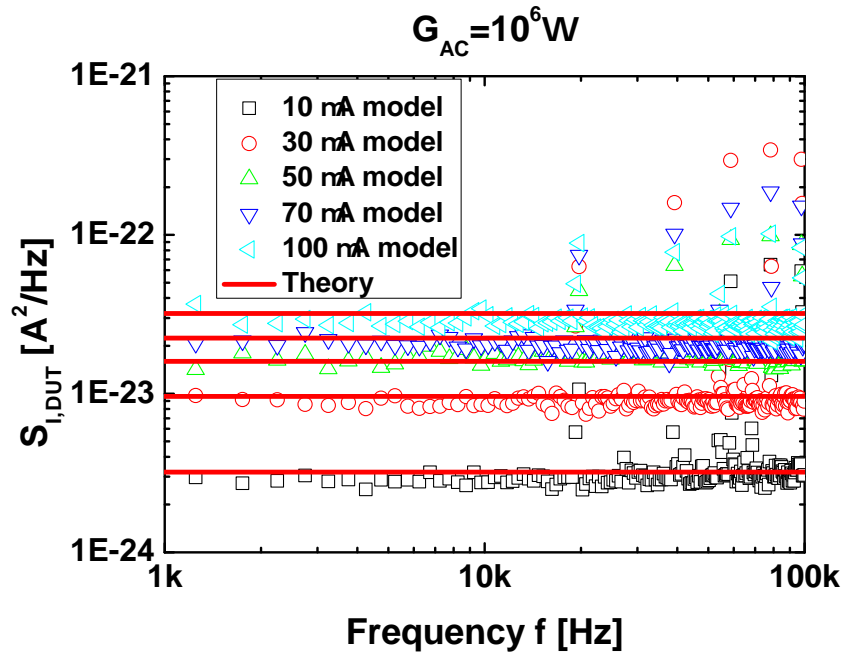 G_AC=10^6W
1E-21
1E-22
1E-23
1E-24
S_I,DUT [A^2/Hz]
10 mA model
30 mA model
50 mA model
70 mA model
100 mA model
Theory
1k 10k 100k
Frequency f [Hz]